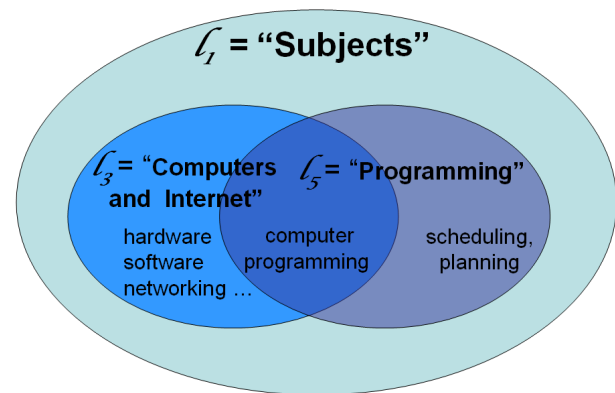 l₁ = “Subjects”
l₃ = “Computers and Internet”
l₅ = “Programming”
hardware
software
networking ...
computer
programming
scheduling,
planning